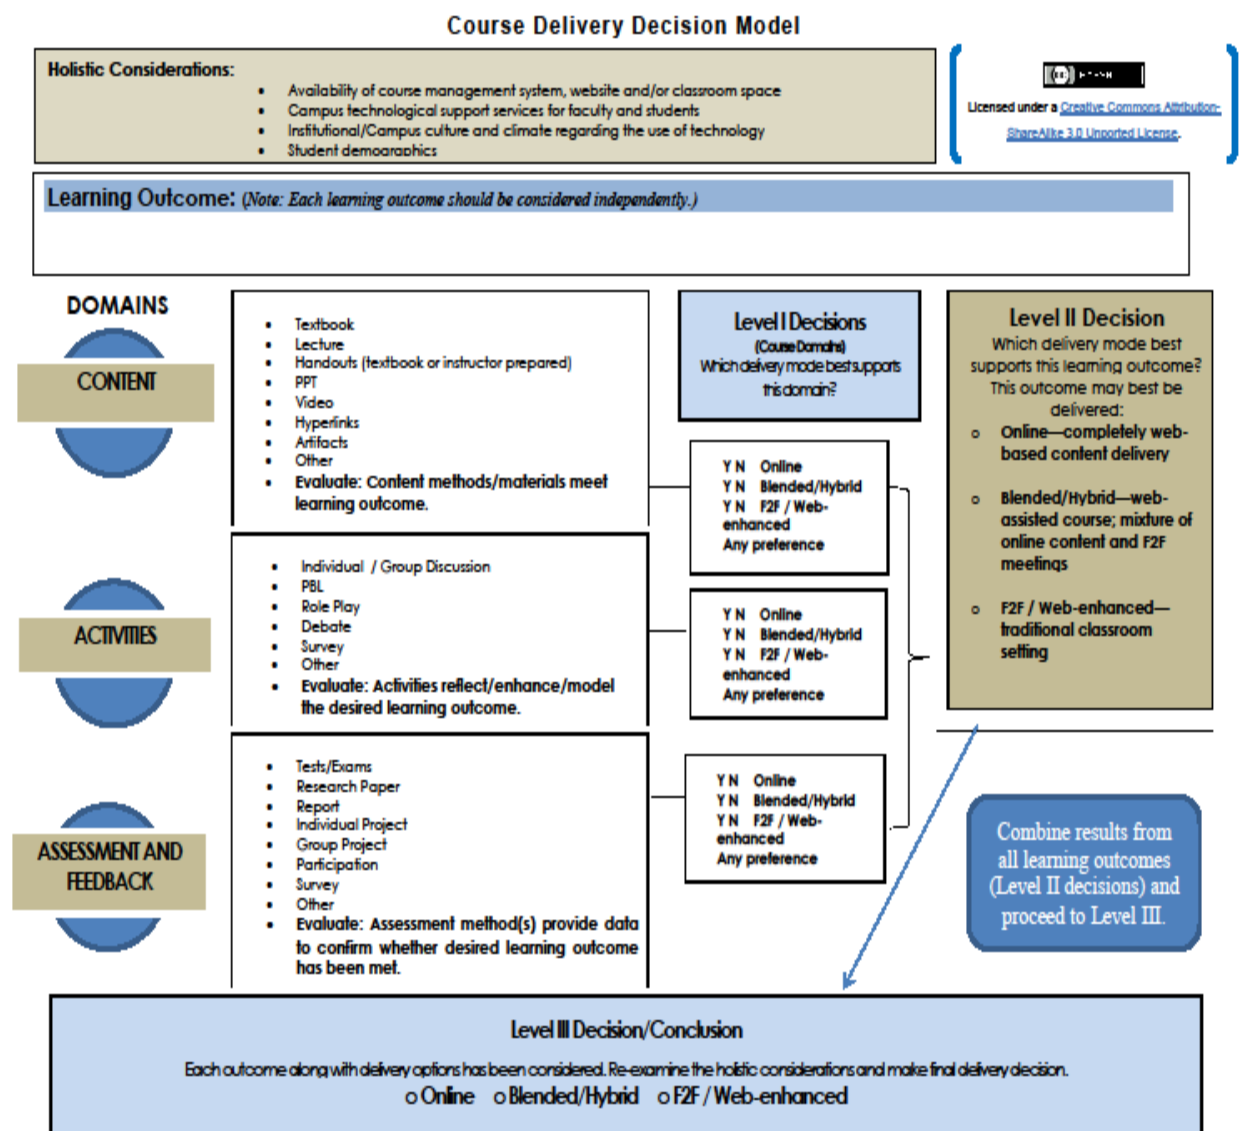 Course Delivery Decision Model
Holistic Considerations:
• Availability of course management system, website and/or classroom space
• Campus technological support services for faculty and students
• Institutional/Campus culture and climate regarding the use of technology
• Student demographics
Licensed under a Creative Commons Attribution-
ShareAlike 3.0 Unported License.
Learning Outcome: (Note: Each learning outcome should be considered independently.)
DOMAINS
CONTENT
• Textbook
• Lecture
• Handouts (textbook or instructor prepared)
• PPT
• Video
• Hyperlinks
• Artifacts
• Other
• Evaluate: Content methods/materials meet
learning outcome.
Level I Decisions
(Course Domains)
Which delivery mode best supports
this domain?
Y N Online
Y N Blended/Hybrid
Y N F2F / Web-
enhanced
Any preference
ACTIVITIES
• Individual / Group Discussion
• PBL
• Role Play
• Debate
• Survey
• Other
• Evaluate: Activities reflect/enhance/model
the desired learning outcome.
Y N Online
Y N Blended/Hybrid
Y N F2F / Web-
enhanced
Any preference
ASSESSMENT AND
FEEDBACK
• Tests/Exams
• Research Paper
• Report
• Individual Project
• Group Project
• Participation
• Survey
• Other
• Evaluate: Assessment method(s) provide data
to confirm whether desired learning outcome
has been met.
Y N Online
Y N Blended/Hybrid
Y N F2F / Web-
enhanced
Any preference
Level II Decision
Which delivery mode best
supports this learning outcome?
This outcome may best be
delivered:
o Online—completely web-
based content delivery
o Blended/Hybrid—web-
assisted course; mixture of
online content and F2F
meetings
o F2F / Web-enhanced—
traditional classroom
setting
Combine results from
all learning outcomes
(Level II decisions) and
proceed to Level III.
Level III Decision/Conclusion
Each outcome along with delivery options has been considered. Re-examine the holistic considerations and make final delivery decision.
o Online o Blended/Hybrid o F2F / Web-enhanced